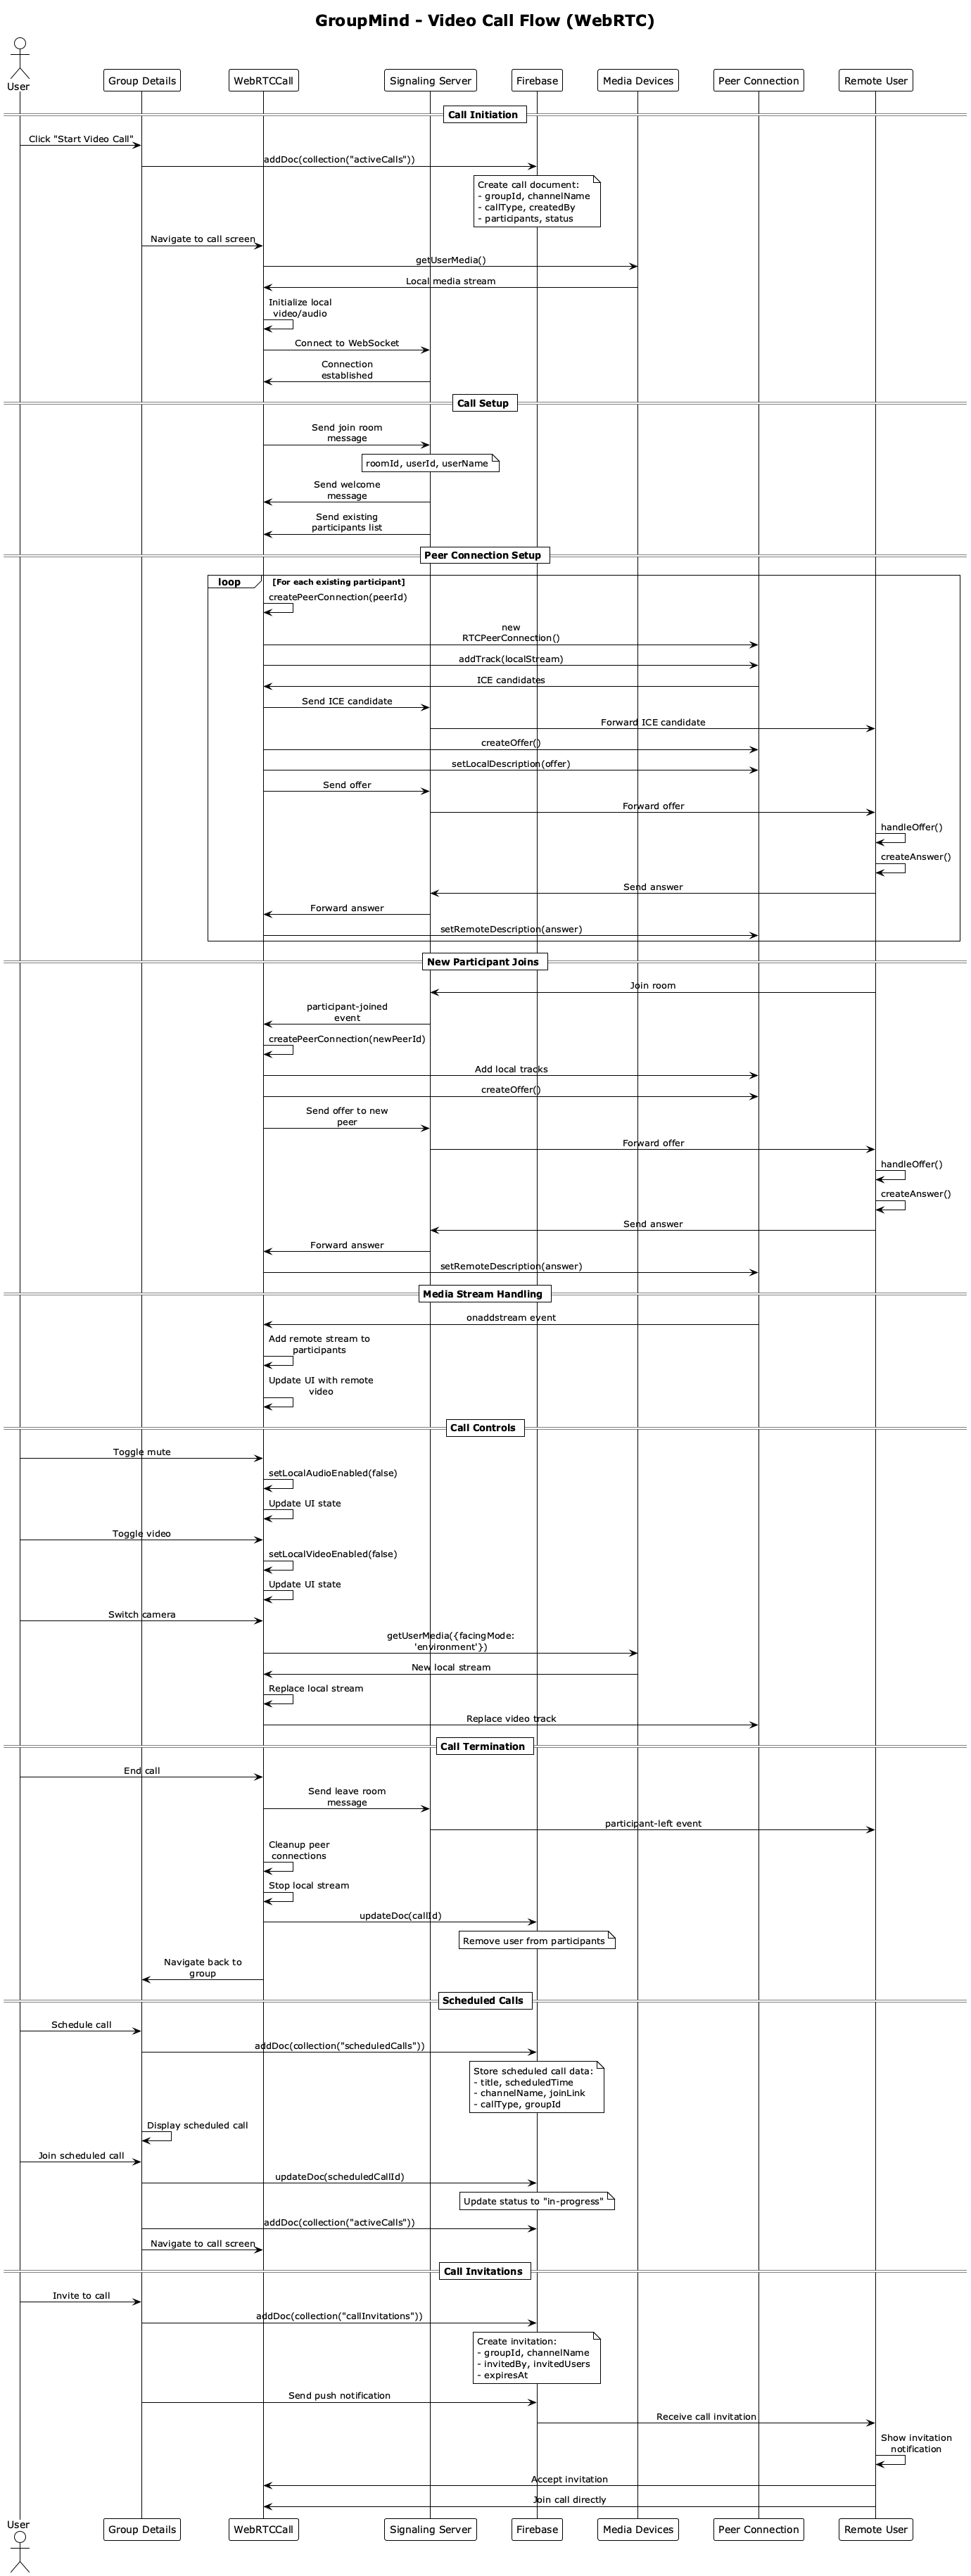 GroupMind - Video Call Flow (WebRTC)
User
Group Details
WebRTCCall
Signaling Server
Firebase
Media Devices
Peer Connection
Remote User
Call Initiation
Click "Start Video Call"
addDoc(collection("activeCalls"))
Create call document:
- groupId, channelName
- callType, createdBy
- participants, status
Navigate to call screen
getUserMedia()
Local media stream
Initialize local
video/audio
Connect to WebSocket
Connection
established
Call Setup
Send join room
message
roomId, userId, userName
Send welcome
message
Send existing
participants list
Peer Connection Setup
loop [For each existing participant]
createPeerConnection(peerId)
new
RTCPeerConnection()
addTrack(localStream)
ICE candidates
Send ICE candidate
Forward ICE candidate
createOffer()
setLocalDescription(offer)
Send offer
Forward offer
handleOffer()
createAnswer()
Send answer
Forward answer
setRemoteDescription(answer)
New Participant Joins
Join room
participant-joined
event
createPeerConnection(newPeerId)
Add local tracks
createOffer()
Send offer to new
peer
Forward offer
handleOffer()
createAnswer()
Send answer
Forward answer
setRemoteDescription(answer)
Media Stream Handling
onaddstream event
Add remote stream to
participants
Update UI with remote
video
Call Controls
Toggle mute
setLocalAudioEnabled(false)
Update UI state
Toggle video
setLocalVideoEnabled(false)
Update UI state
Switch camera
getUserMedia({facingMode:
'environment'})
New local stream
Replace local stream
Replace video track
Call Termination
End call
Send leave room
message
participant-left event
Cleanup peer
connections
Stop local stream
updateDoc(callId)
Remove user from participants
Navigate back to
group
Scheduled Calls
Schedule call
addDoc(collection("scheduledCalls"))
Store scheduled call data:
- title, scheduledTime
- channelName, joinLink
- callType, groupId
Display scheduled call
Join scheduled call
updateDoc(scheduledCallId)
Update status to "in-progress"
addDoc(collection("activeCalls"))
Navigate to call screen
Call Invitations
Invite to call
addDoc(collection("callInvitations"))
Create invitation:
- groupId, channelName
- invitedBy, invitedUsers
- expiresAt
Send push notification
Receive call invitation
Show invitation
notification
Accept invitation
Join call directly
User
Group Details
WebRTCCall
Signaling Server
Firebase
Media Devices
Peer Connection
Remote User